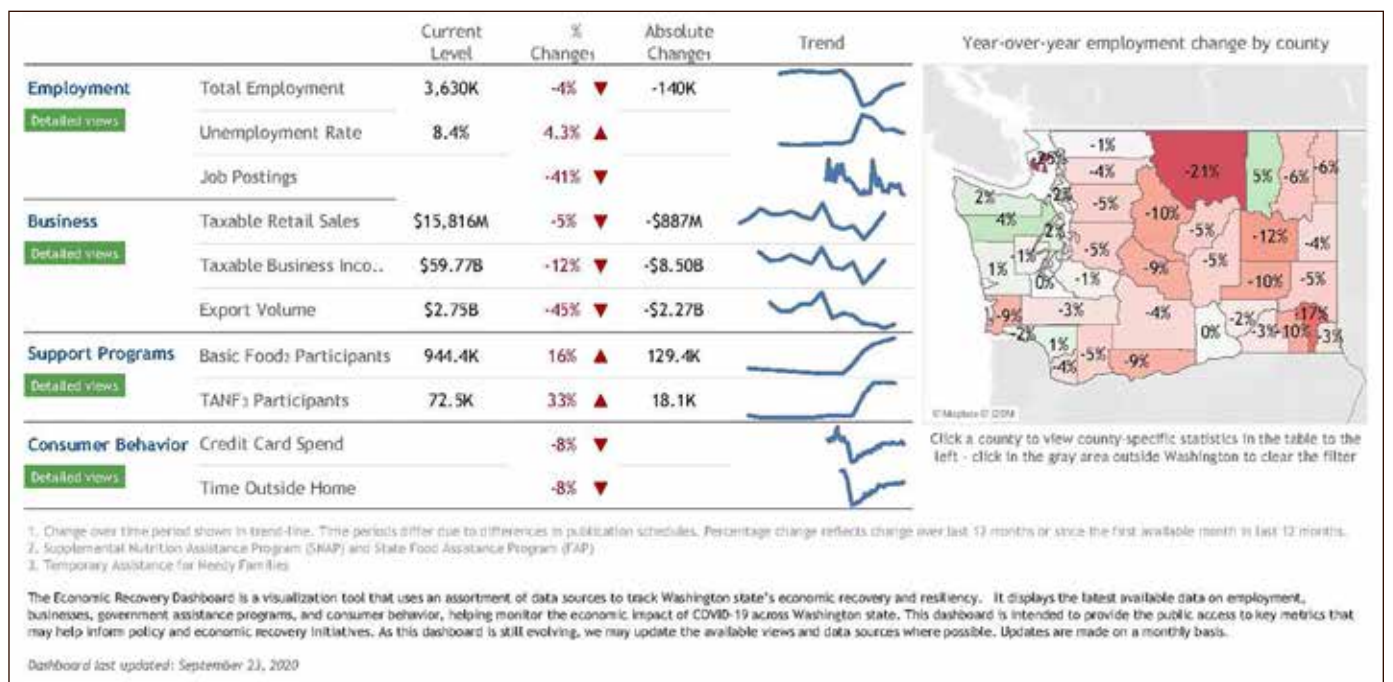 Current Level
% Change1
Absolute Change1
Trend
Year-over-year employment change by county
Employment
Detailed views
Total Employment 3,630K -4% ▼ -140K
Unemployment Rate 8.4% 4.3% ▲
Job Postings -41% ▼
Business
Detailed views
Taxable Retail Sales $15,816M -5% ▼ -$887M
Taxable Business Inco.. $59.77B -12% ▼ -$8.50B
Export Volume $2.75B -45% ▼ -$2.27B
Support Programs
Detailed views
Basic Food2 Participants 944.4K 16% ▲ 129.4K
TANF3 Participants 72.5K 33% ▲ 18.1K
Consumer Behavior
Detailed views
Credit Card Spend -8% ▼
Time Outside Home -8% ▼
-1%
-21%
5%
-6%
-6%
-4%
-2%
2%
-5%
4%
-10%
2%
-5%
-12%
-4%
-1%
-5%
-5%
1%
-9%
0%
-1%
-10%
-5%
-3%
-4%
-17%
-9%
-2%
0%
-2%
-3%
-10%
-3%
1%
-5%
-4%
-9%
© Mapbox © OSM
Click a county to view county-specific statistics in the table to the
left - click in the gray area outside Washington to clear the filter
1. Change over time period shown in trend-line. Time periods differ due to differences in publication schedules. Percentage change reflects change over last 12 months or since the first available month in last 12 months.
2. Supplemental Nutrition Assistance Program (SNAP) and State Food Assistance Program (FAP)
3. Temporary Assistance for Needy Families
The Economic Recovery Dashboard is a visualization tool that uses an assortment of data sources to track Washington state's economic recovery and resiliency. It displays the latest available data on employment,
businesses, government assistance programs, and consumer behavior, helping monitor the economic impact of COVID-19 across Washington state. This dashboard is intended to provide the public access to key metrics that
may help inform policy and economic recovery initiatives. As this dashboard is still evolving, we may update the available views and data sources where possible. Updates are made on a monthly basis.
Dashboard last updated: September 23, 2020